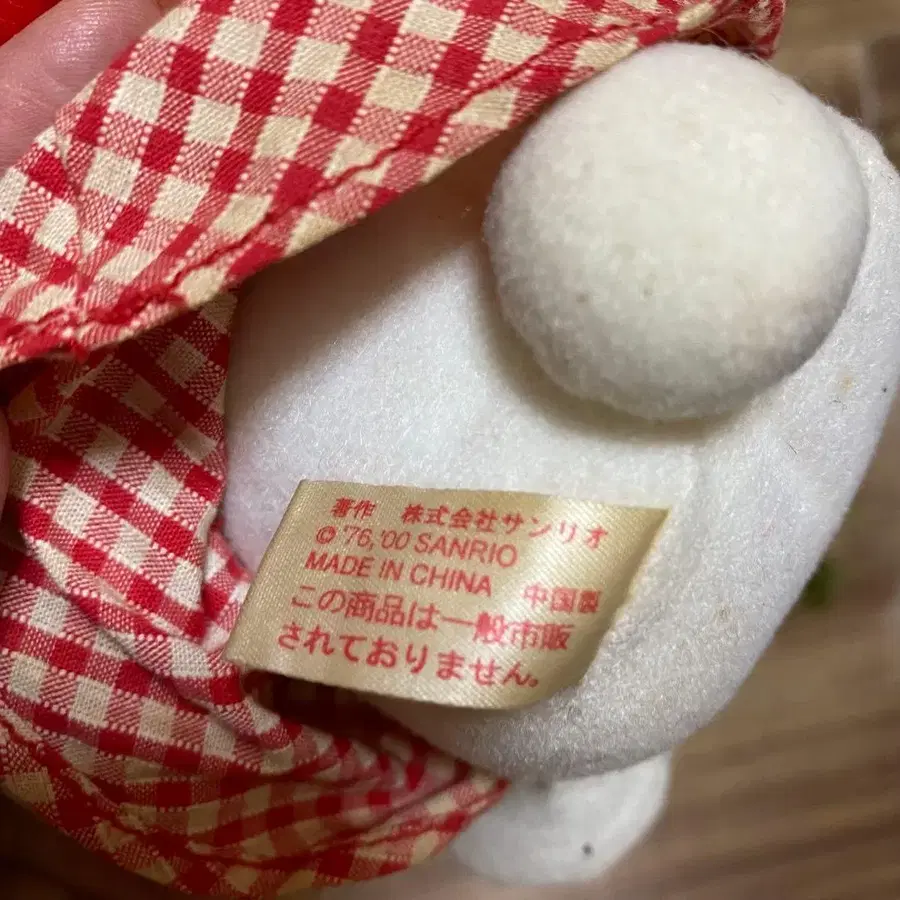 著作 株式会社サンリオ
© '76, '00 SANRIO
MADE IN CHINA 中国製
この商品は一般市販
されておりません。